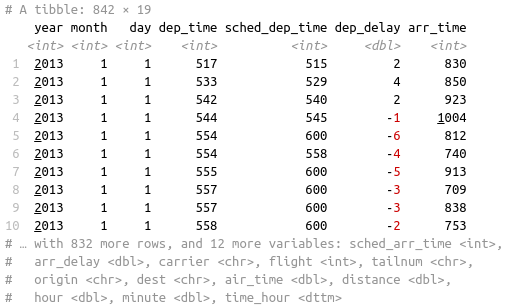 # A tibble: 842 × 19
year month day dep_time sched_dep_time dep_delay arr_time
<int> <int> <int> <int> <int> <dbl> <int>
1 2013 1 1 517 515 2 830
2 2013 1 1 533 529 4 850
3 2013 1 1 542 540 2 923
4 2013 1 1 544 545 -1 1004
5 2013 1 1 554 600 -6 812
6 2013 1 1 554 558 -4 740
7 2013 1 1 555 600 -5 913
8 2013 1 1 557 600 -3 709
9 2013 1 1 557 600 -3 838
10 2013 1 1 558 600 -2 753
# … with 832 more rows, and 12 more variables: sched_arr_time <int>,
# arr_delay <dbl>, carrier <chr>, flight <int>, tailnum <chr>,
# origin <chr>, dest <chr>, air_time <dbl>, distance <dbl>,
# hour <dbl>, minute <dbl>, time_hour <dttm>